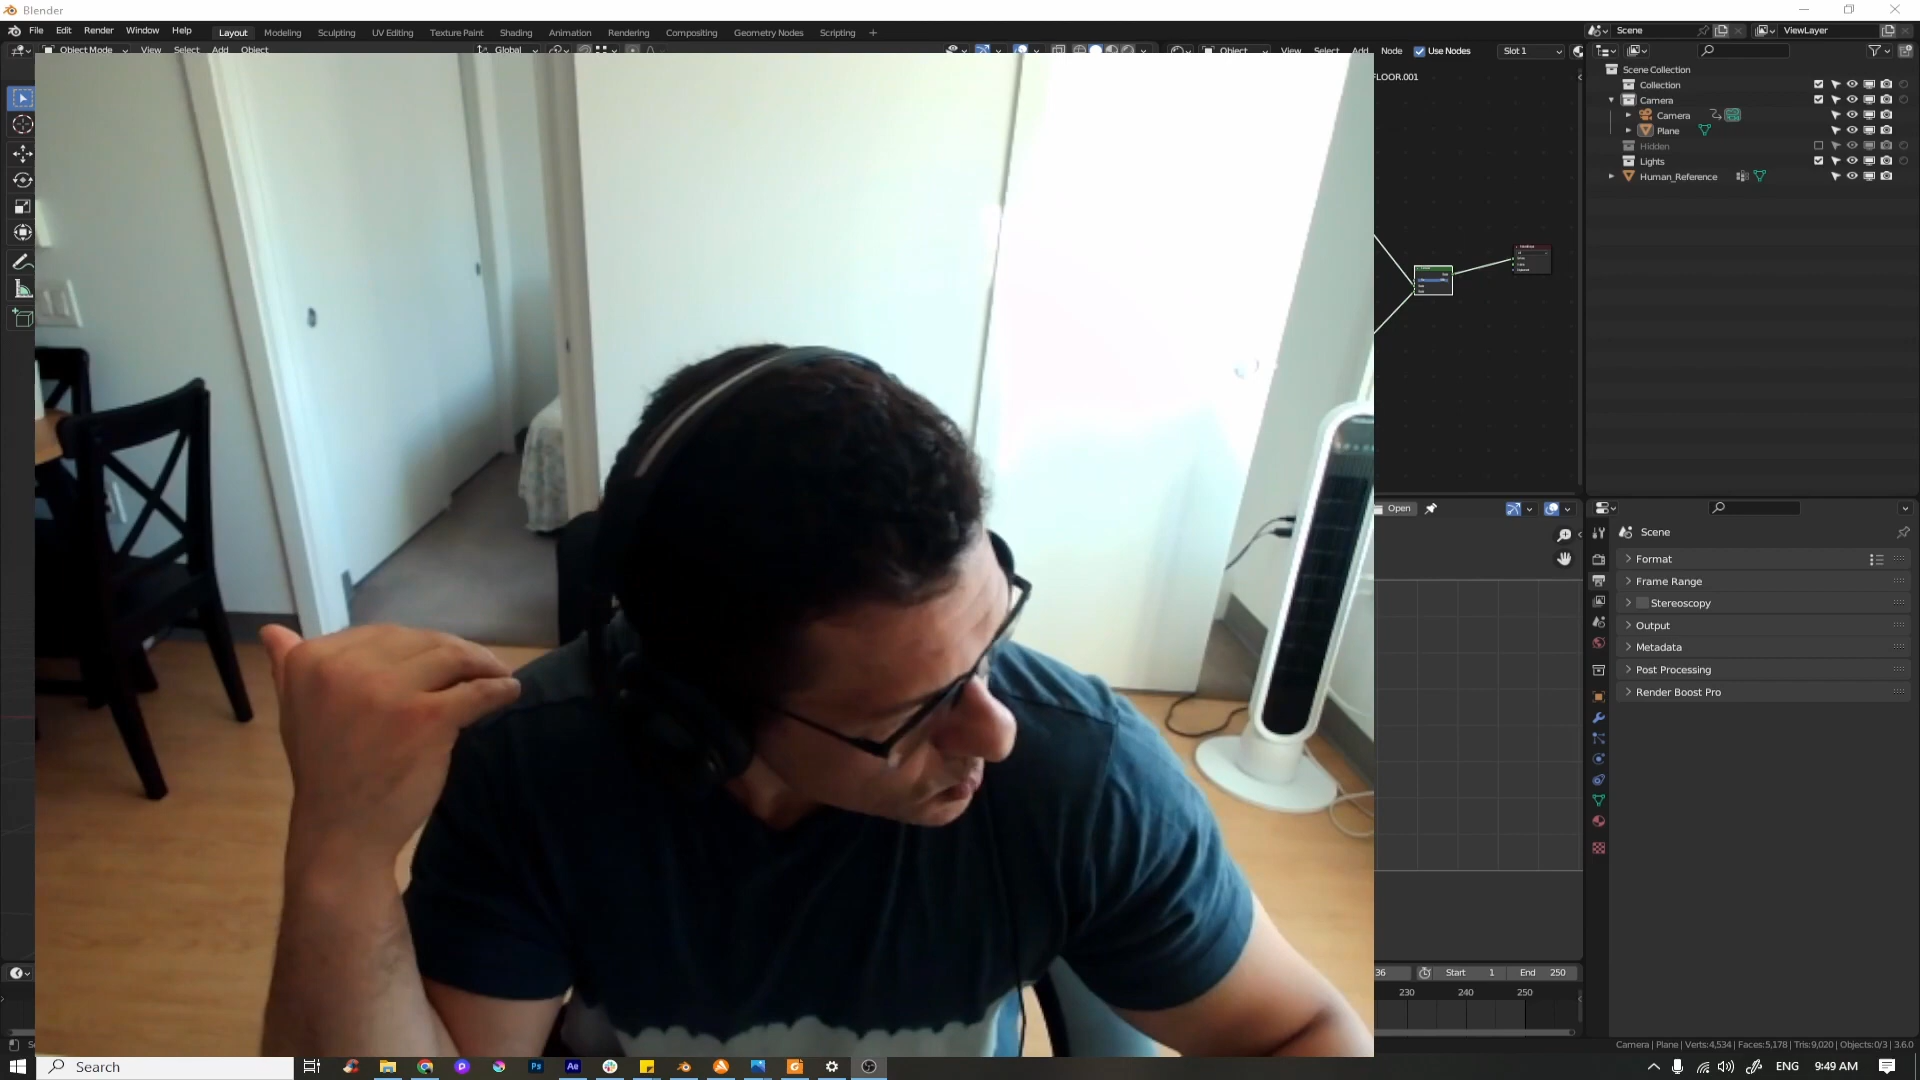 Blender
File Edit Render Window Help Layout Modeling Sculpting UV Editing Texture Paint Shading Animation Rendering Compositing Geometry Nodes Scripting + Scene ViewLayer
Object Mode View Select Add Object Global Object View Select Add Node Use Nodes Slot 1
FLOOR.001
Scene Collection
Collection
Camera
Camera
Plane
Hidden
Lights
Human_Reference
Open
Scene
Format
Frame Range
Stereoscopy
Output
Metadata
Post Processing
Render Boost Pro
36 Start 1 End 250
230 240 250
Camera | Plane | Verts:4,534 | Faces:5,178 | Tris:9,020 | Objects:0/3 | 3.6.0
Search Ps Ae ENG 9:49 AM